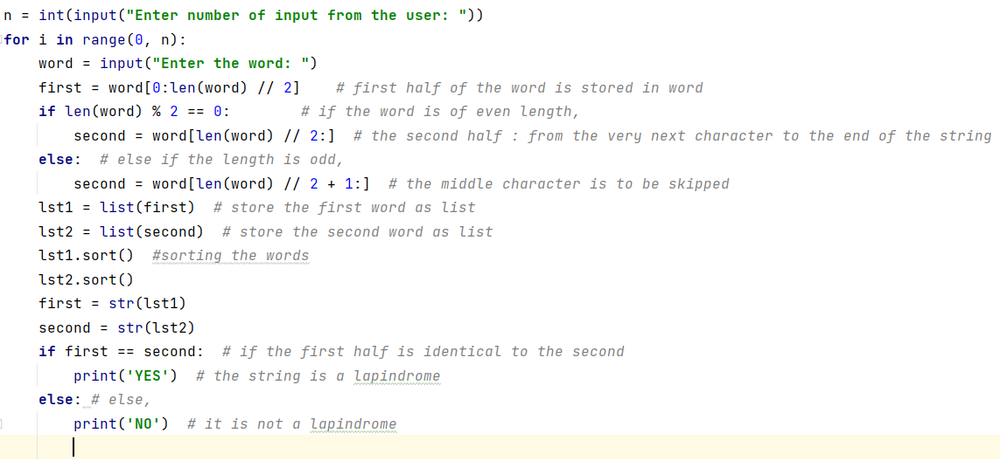 n = int(input("Enter number of input from the user: "))
for i in range(0, n):
    word = input("Enter the word: ")
    first = word[0:len(word) // 2]    # first half of the word is stored in word
    if len(word) % 2 == 0:        # if the word is of even length,
        second = word[len(word) // 2:]  # the second half : from the very next character to the end of the string
    else:  # else if the length is odd,
        second = word[len(word) // 2 + 1:]  # the middle character is to be skipped
    lst1 = list(first)  # store the first word as list
    lst2 = list(second)  # store the second word as list
    lst1.sort()  #sorting the words
    lst2.sort()
    first = str(lst1)
    second = str(lst2)
    if first == second:  # if the first half is identical to the second
        print('YES')  # the string is a lapindrome
    else: # else,
        print('NO')  # it is not a lapindrome